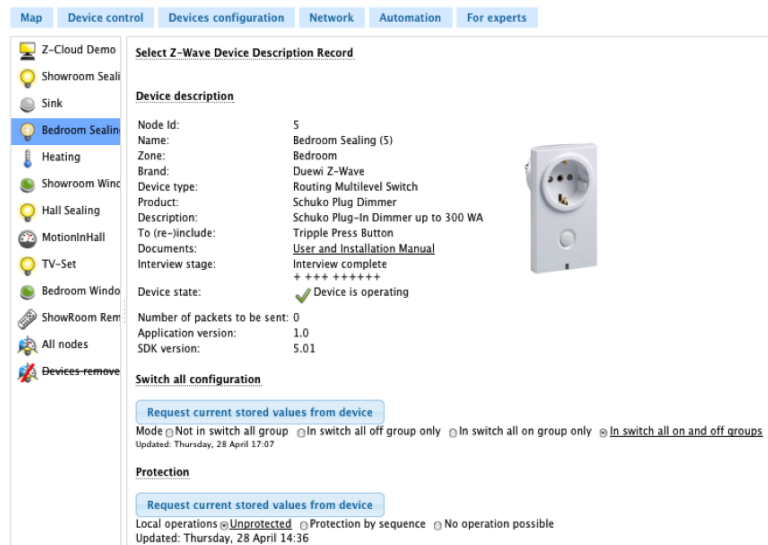 Map Device control Devices configuration Network Automation For experts
Z-Cloud Demo
Showroom Seali
Sink
Bedroom Sealin
Heating
Showroom Winc
Hall Sealing
MotionInHall
TV-Set
Bedroom Windo
ShowRoom Rem
All nodes
Devices remove
Select Z-Wave Device Description Record
Device description
Node Id: 5
Name: Bedroom Sealing (5)
Zone: Bedroom
Brand: Duewi Z-Wave
Device type: Routing Multilevel Switch
Product: Schuko Plug Dimmer
Description: Schuko Plug-In Dimmer up to 300 WA
To (re-)include: Tripple Press Button
Documents: User and Installation Manual
Interview stage: Interview complete
+ +++ ++++++
Device state: Device is operating
Number of packets to be sent: 0
Application version: 1.0
SDK version: 5.01
Switch all configuration
Request current stored values from device
Mode Not in switch all group In switch all off group only In switch all on group only In switch all on and off groups
Updated: Thursday, 28 April 17:07
Protection
Request current stored values from device
Local operations Unprotected Protection by sequence No operation possible
Updated: Thursday, 28 April 14:36